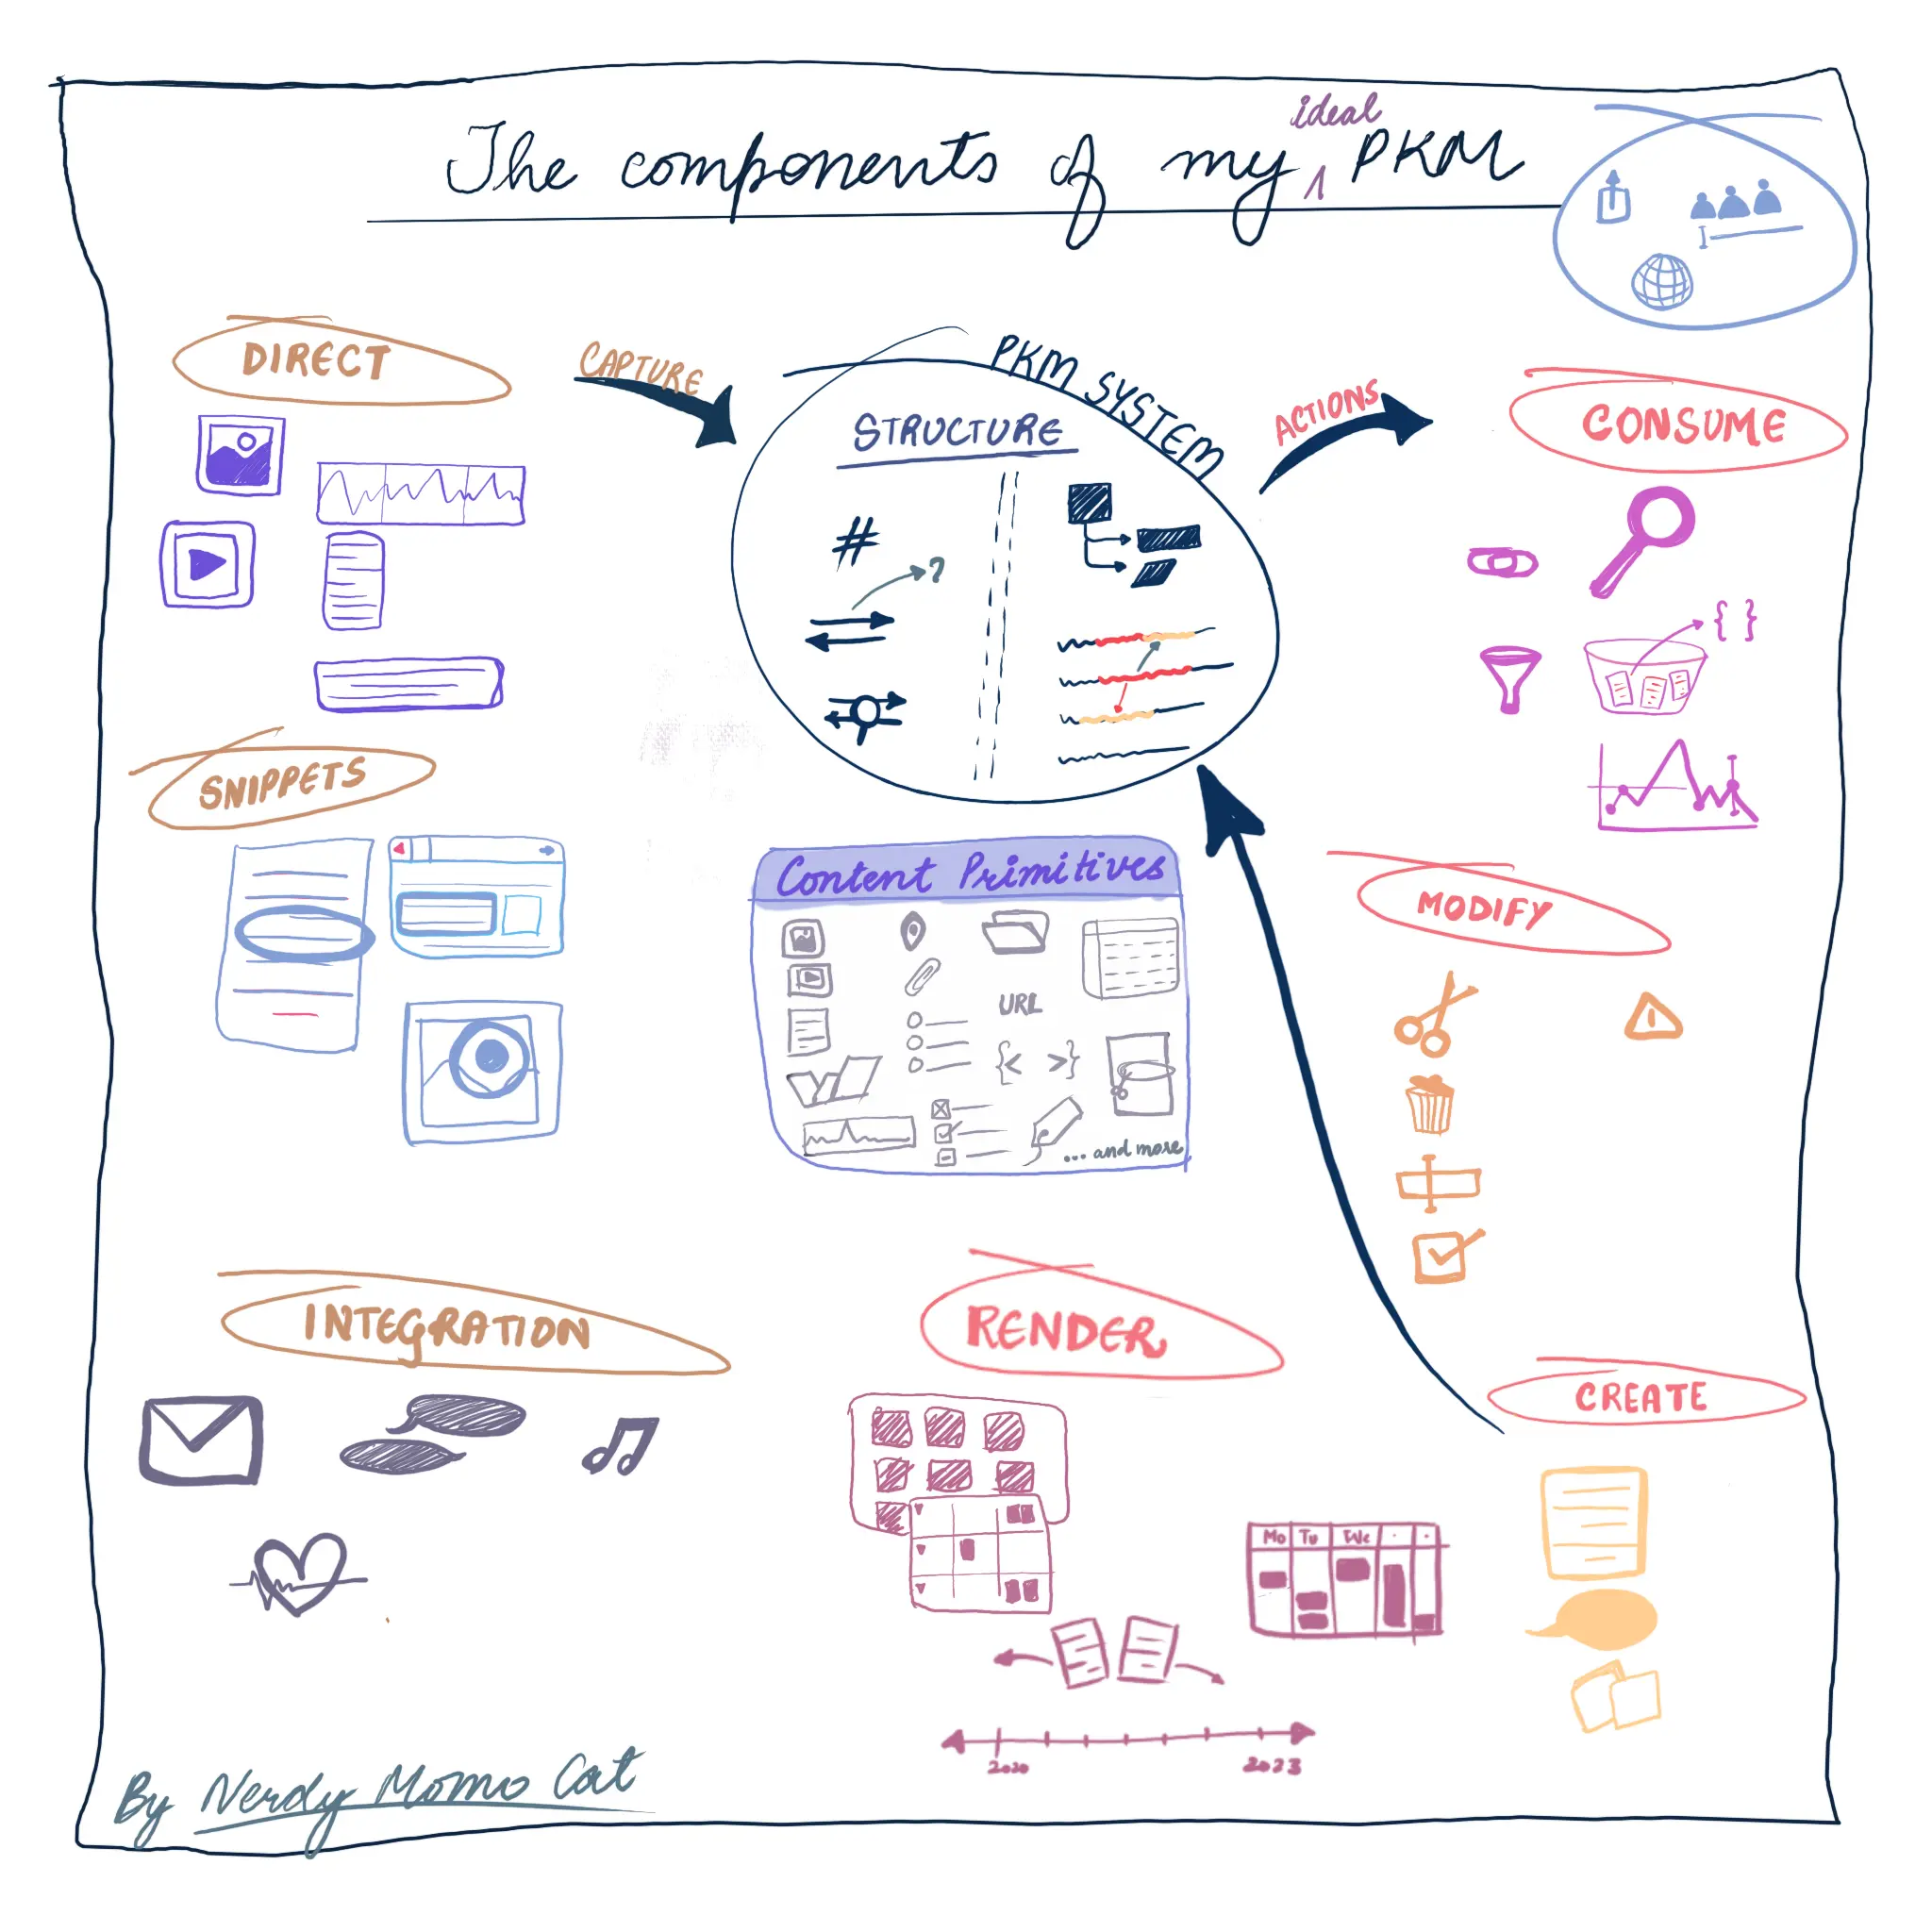 The components of my ideal PKM
DIRECT
CAPTURE
PKM SYSTEM
STRUCTURE
#
?
ACTIONS
CONSUME
{ }
SNIPPETS
Content Primitives
URL
{< >}
... and more
MODIFY
INTEGRATION
RENDER
Mo Tu We
2020 2023
CREATE
By Nerdy Momo Cat